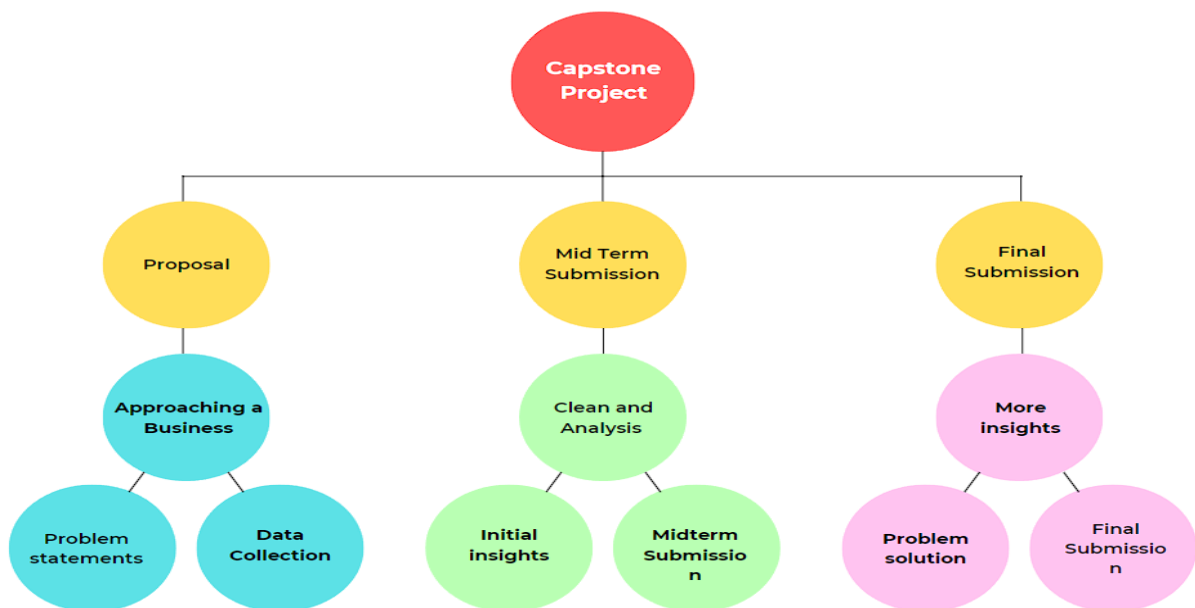 Capstone
Project
Proposal
Mid Term
Submission
Final
Submission
Approaching a
Business
Clean and
Analysis
More
insights
Problem
statements
Data
Collection
Initial
insights
Midterm
Submissio
n
Problem
solution
Final
Submissio
n